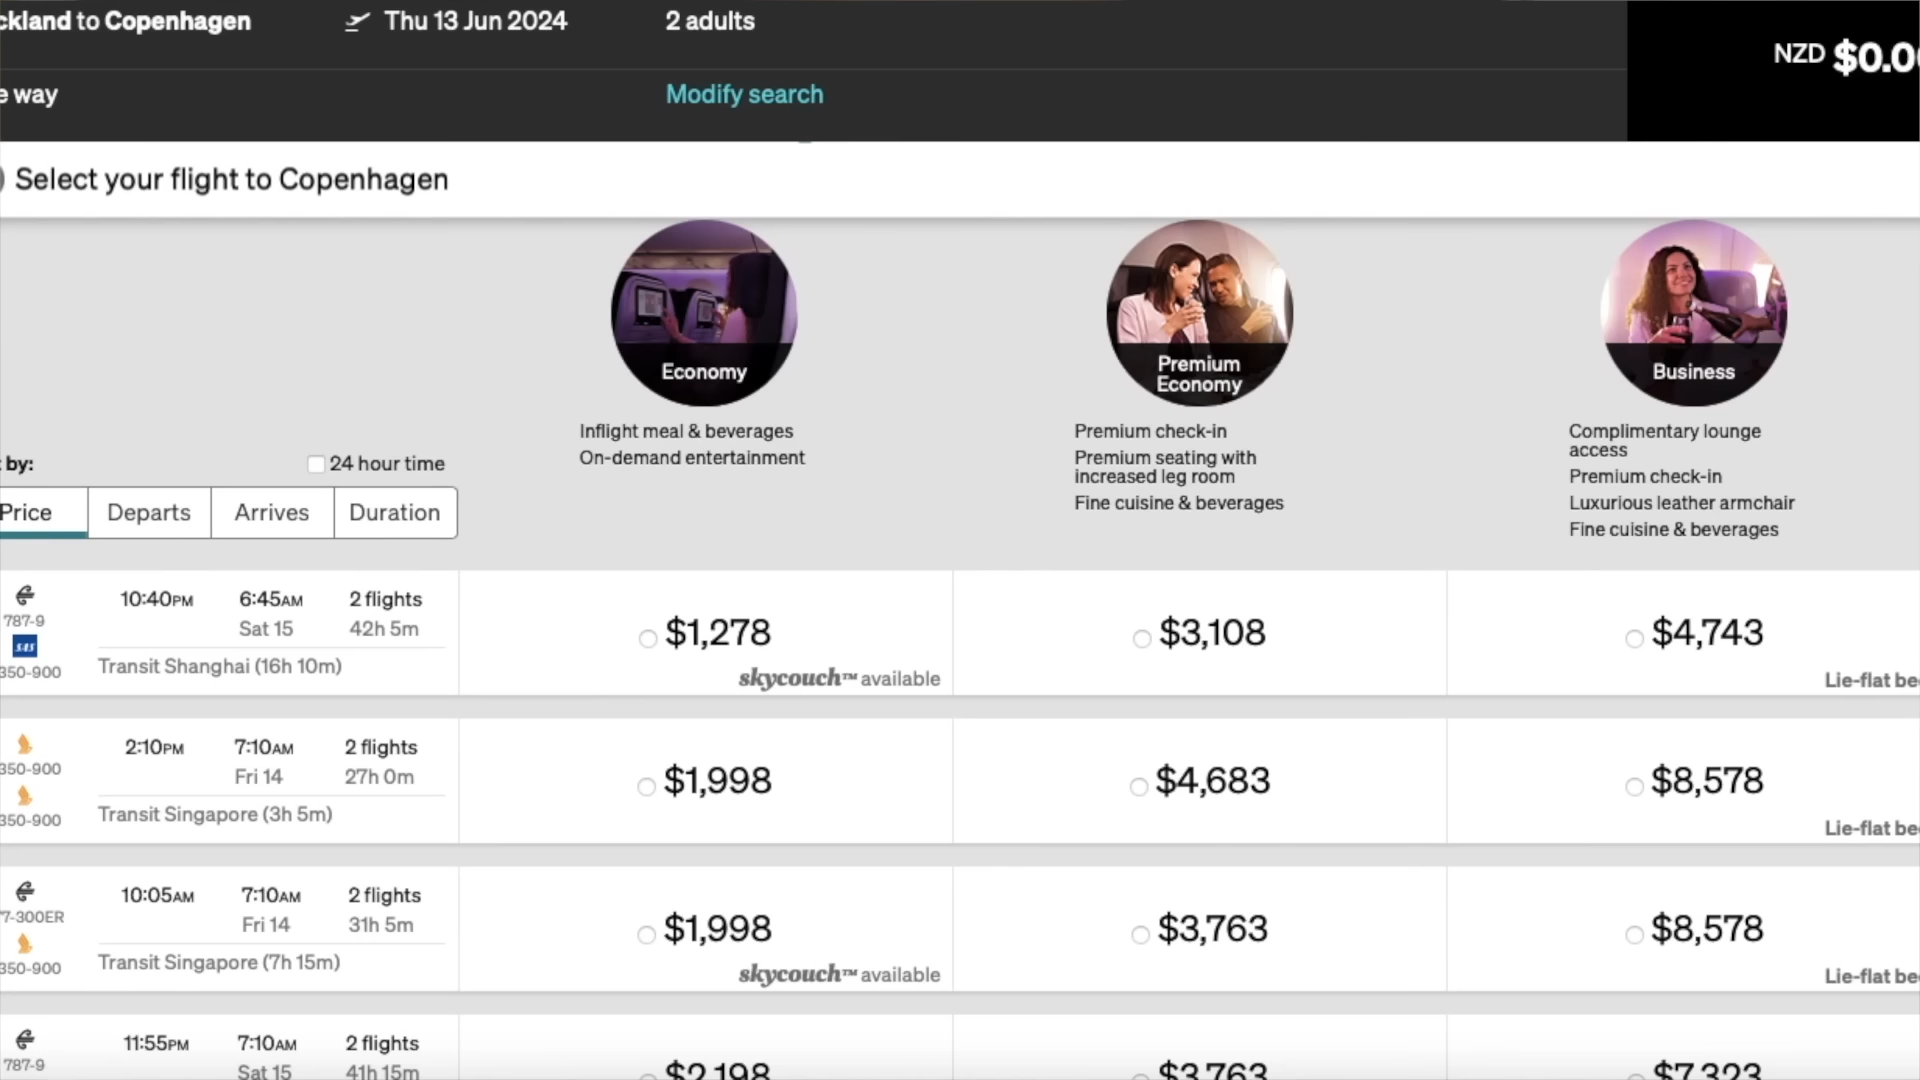 ckland to Copenhagen
Thu 13 Jun 2024
2 adults
NZD $0.0
e way
Modify search
Select your flight to Copenhagen
Economy
Premium
Economy
Business
Inflight meal & beverages
On-demand entertainment
Premium check-in
Premium seating with
increased leg room
Fine cuisine & beverages
Complimentary lounge
access
Premium check-in
Luxurious leather armchair
Fine cuisine & beverages
by:
24 hour time
Price
Departs
Arrives
Duration
10:40PM 6:45AM 2 flights
787-9
Sat 15 42h 5m
SAS
350-900
Transit Shanghai (16h 10m)
$1,278
skycouch™ available
$3,108
$4,743
Lie-flat be
2:10PM 7:10AM 2 flights
350-900
Fri 14 27h 0m
350-900
Transit Singapore (3h 5m)
$1,998
$4,683
$8,578
Lie-flat be
10:05AM 7:10AM 2 flights
7-300ER
Fri 14 31h 5m
350-900
Transit Singapore (7h 15m)
$1,998
skycouch™ available
$3,763
$8,578
Lie-flat be
11:55PM 7:10AM 2 flights
787-9
Sat 15 41h 15m
$2,198
$3,763
$7,323